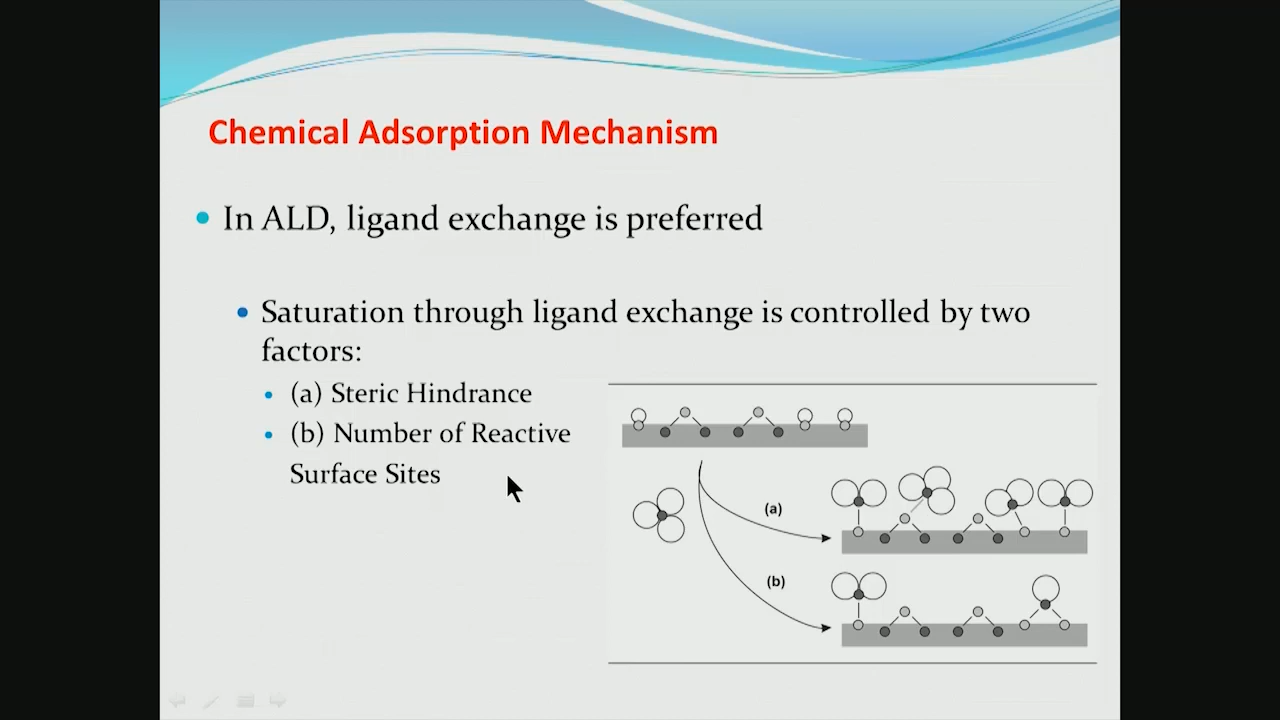 Chemical Adsorption Mechanism
In ALD, ligand exchange is preferred
Saturation through ligand exchange is controlled by two
factors:
(a) Steric Hindrance
(b) Number of Reactive
Surface Sites
(a)
(b)